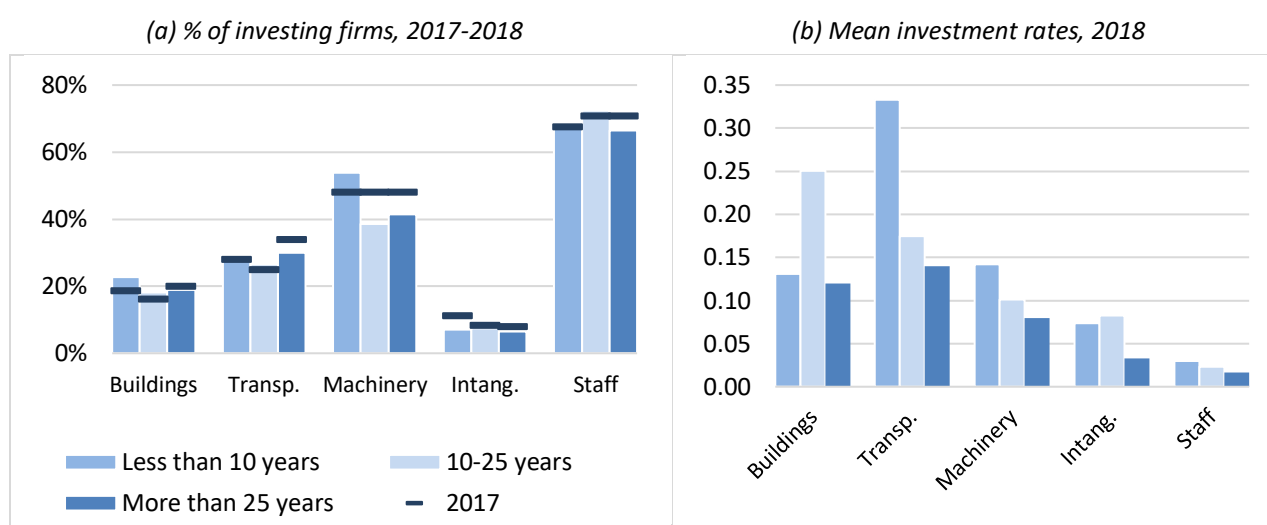 (a) % of investing firms, 2017-2018
80%
60%
40%
20%
0%
Buildings Transp. Machinery Intang. Staff
Less than 10 years 10-25 years
More than 25 years 2017
(b) Mean investment rates, 2018
0.35
0.30
0.25
0.20
0.15
0.10
0.05
0.00
Buildings Transp. Machinery Intang. Staff